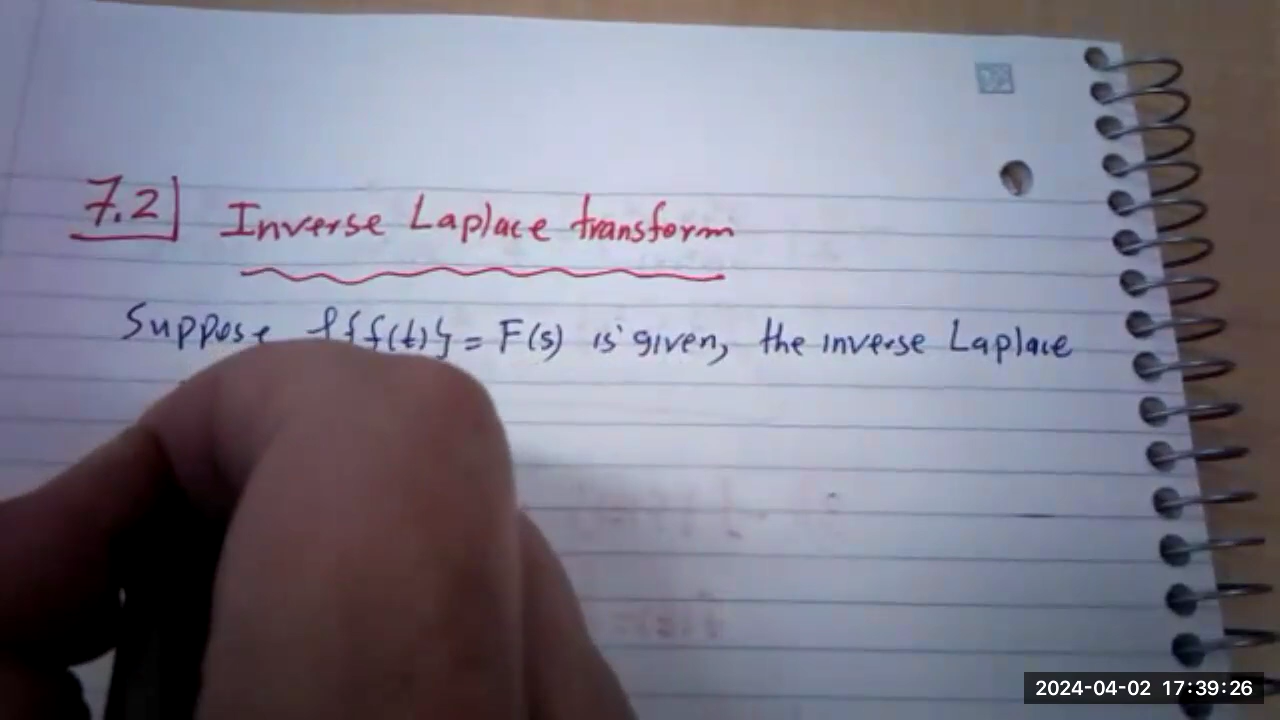 7.2 Inverse Laplace transform
Suppose ℒ{f(t)} = F(s) is given, the inverse Laplace
2024-04-02 17:39:26